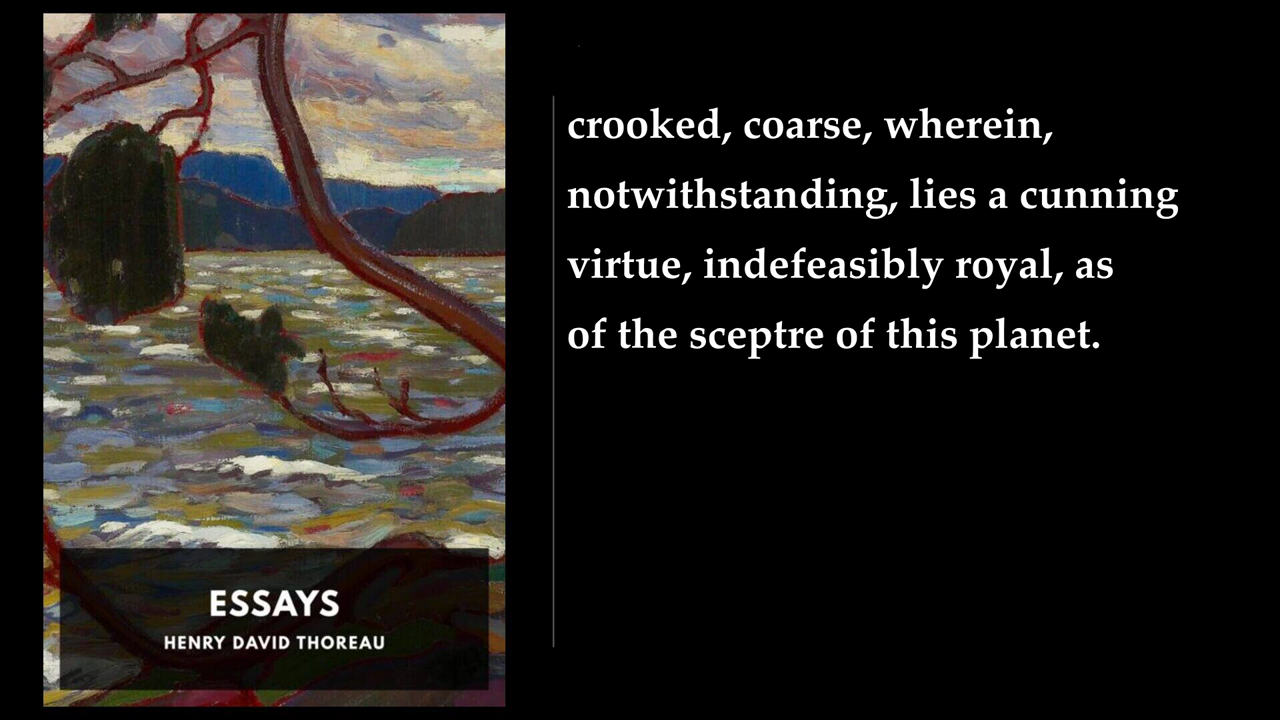 crooked, coarse, wherein,
notwithstanding, lies a cunning
virtue, indefeasibly royal, as
of the sceptre of this planet.
ESSAYS
HENRY DAVID THOREAU